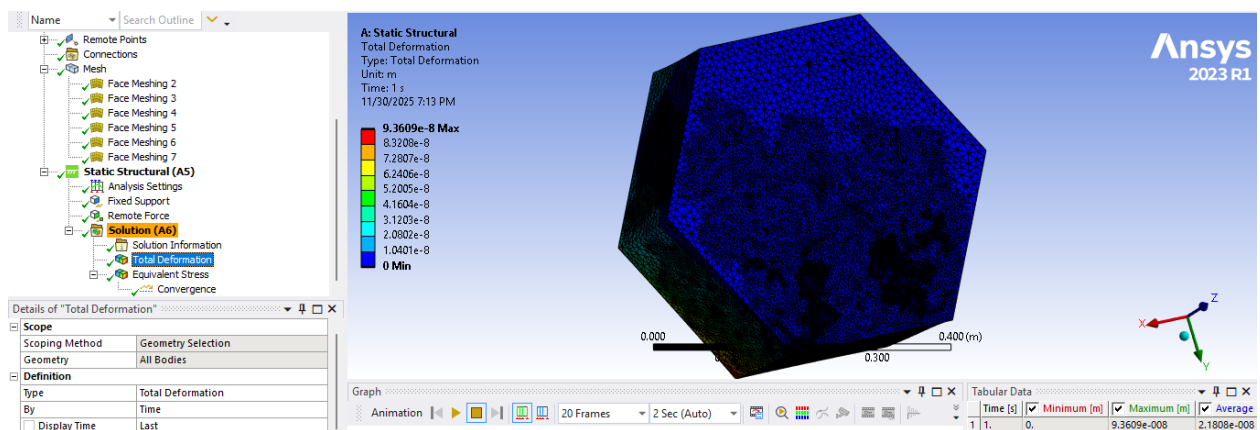 Name
Search Outline
Remote Points
Connections
Mesh
Face Meshing 2
Face Meshing 3
Face Meshing 4
Face Meshing 5
Face Meshing 6
Face Meshing 7
Static Structural (A5)
Analysis Settings
Fixed Support
Remote Force
Solution (A6)
Solution Information
Total Deformation
Equivalent Stress
Convergence
Details of "Total Deformation"
Scope
Scoping Method Geometry Selection
Geometry All Bodies
Definition
Type Total Deformation
By Time
Display Time Last
A: Static Structural
Total Deformation
Type: Total Deformation
Unit: m
Time: 1 s
11/30/2025 7:13 PM
9.3609e-8 Max
8.3208e-8
7.2807e-8
6.2406e-8
5.2005e-8
4.1604e-8
3.1203e-8
2.0802e-8
1.0401e-8
0 Min
Ansys
2023 R1
0.000 0.400 (m)
0.300
X
Y
Z
Graph
Animation 20 Frames 2 Sec (Auto)
Tabular Data
Time [s] Minimum [m] Maximum [m] Average
1 1. 0. 9.3609e-008 2.1808e-008